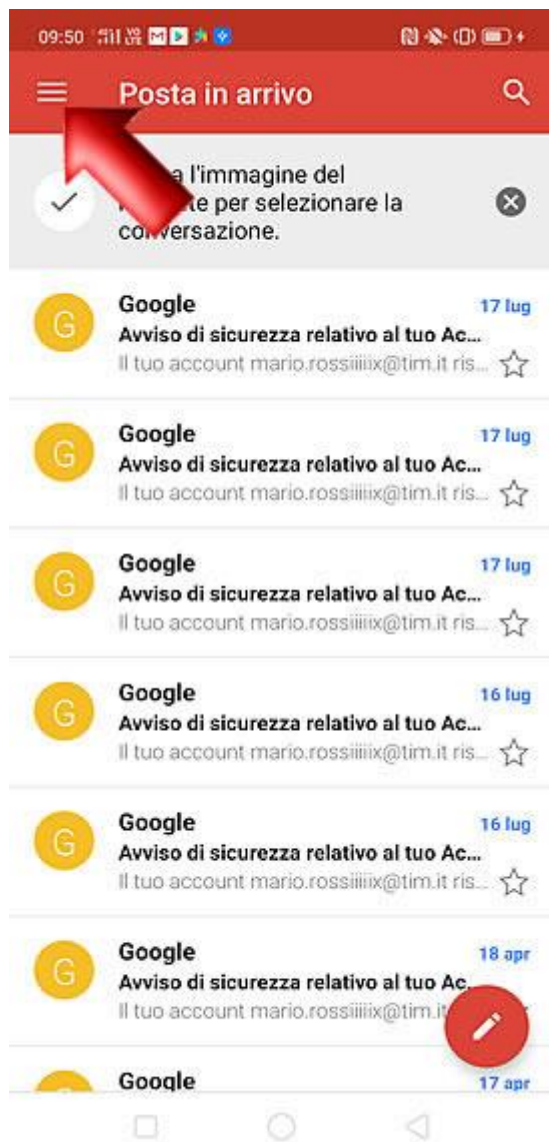 09:50
Posta in arrivo
l'immagine del
per selezionare la
conversazione.
G
Google
17 lug
Avviso di sicurezza relativo al tuo Ac...
Il tuo account mario.rossiiiiix@tim.it ris...
G
Google
17 lug
Avviso di sicurezza relativo al tuo Ac...
Il tuo account mario.rossiiiiix@tim.it ris...
G
Google
17 lug
Avviso di sicurezza relativo al tuo Ac...
Il tuo account mario.rossiiiiix@tim.it ris...
G
Google
16 lug
Avviso di sicurezza relativo al tuo Ac...
Il tuo account mario.rossiiiiix@tim.it ris...
G
Google
16 lug
Avviso di sicurezza relativo al tuo Ac...
Il tuo account mario.rossiiiiix@tim.it ris...
G
Google
18 apr
Avviso di sicurezza relativo al tuo Ac...
Il tuo account mario.rossiiiiix@tim.it
Google
17 apr